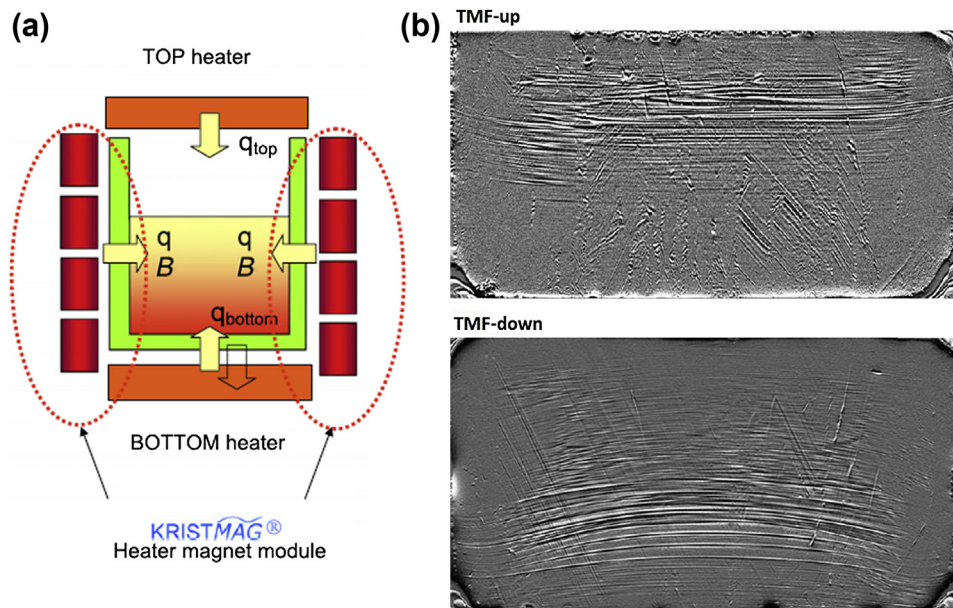 (a)
TOP heater
q_top
q q
B B
q_bottom
BOTTOM heater
KRISTMAG®
Heater magnet module
(b)
TMF-up
TMF-down